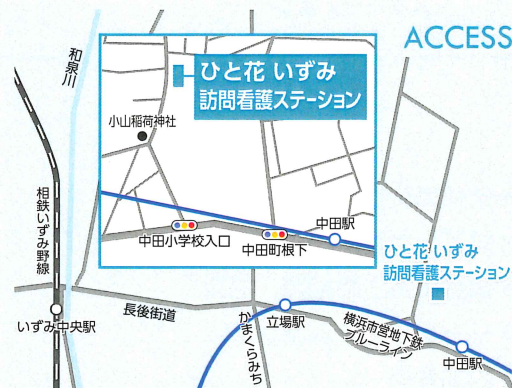 ACCESS
和泉川
ひと花 いずみ
訪問看護ステーション
小山稲荷神社
相鉄いずみ野線
中田小学校入口
中田町根下
中田駅
ひと花 いずみ
訪問看護ステーション
いずみ中央駅
長後街道
かまくらみち
立場駅
横浜市営地下鉄
ブルーライン
中田駅